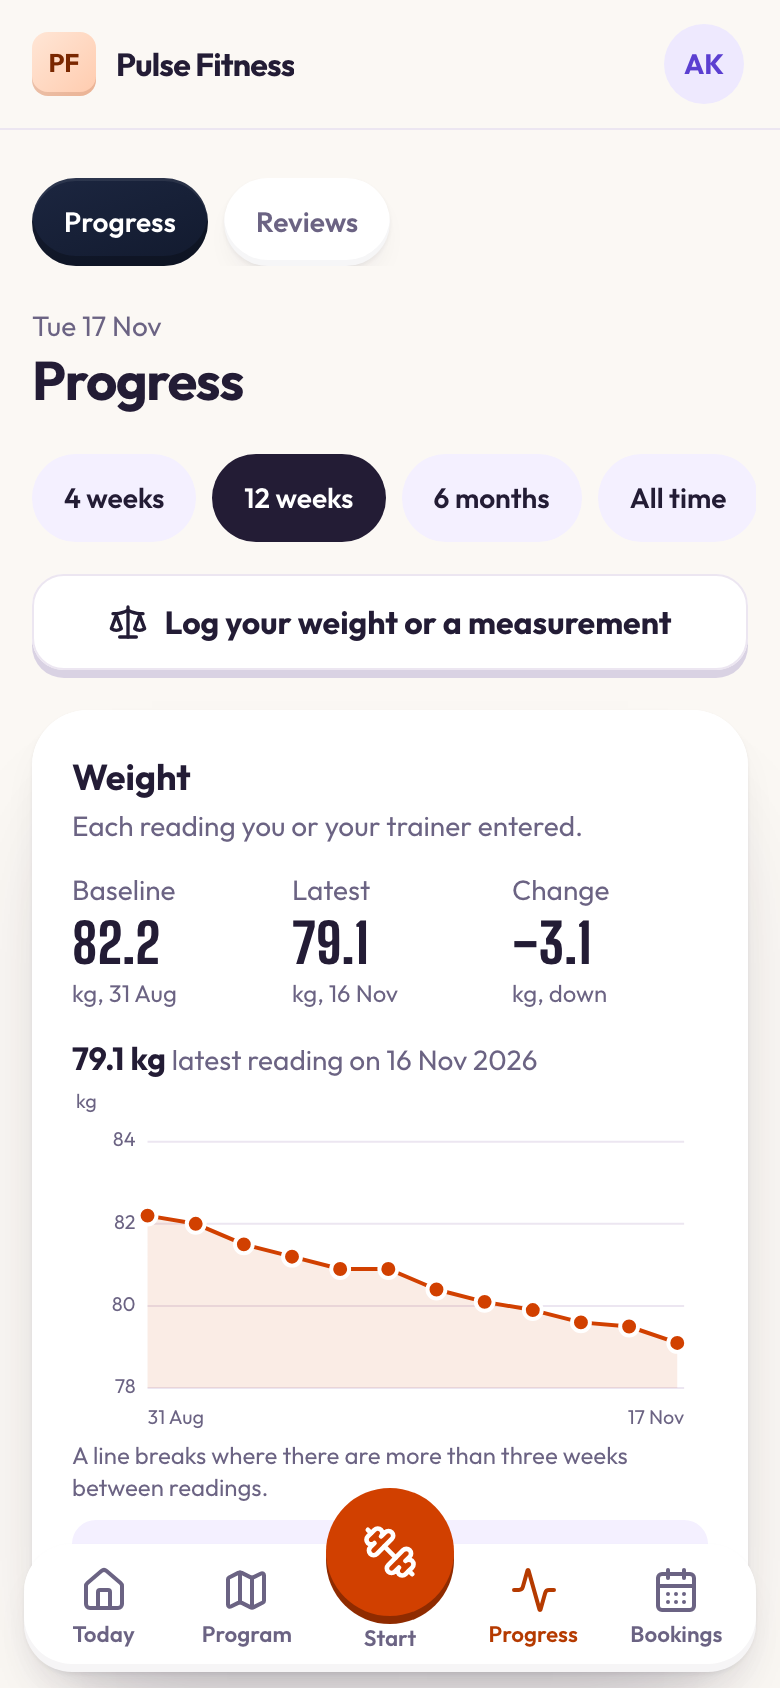 PF
Pulse Fitness
AK
Progress
Reviews
Tue 17 Nov
Progress
4 weeks
12 weeks
6 months
All time
Log your weight or a measurement
Weight
Each reading you or your trainer entered.
Baseline
Latest
Change
82.2
79.1
−3.1
kg, 31 Aug
kg, 16 Nov
kg, down
79.1 kg latest reading on 16 Nov 2026
kg
84
82
80
78
31 Aug
17 Nov
A line breaks where there are more than three weeks
between readings.
Today
Program
Start
Progress
Bookings